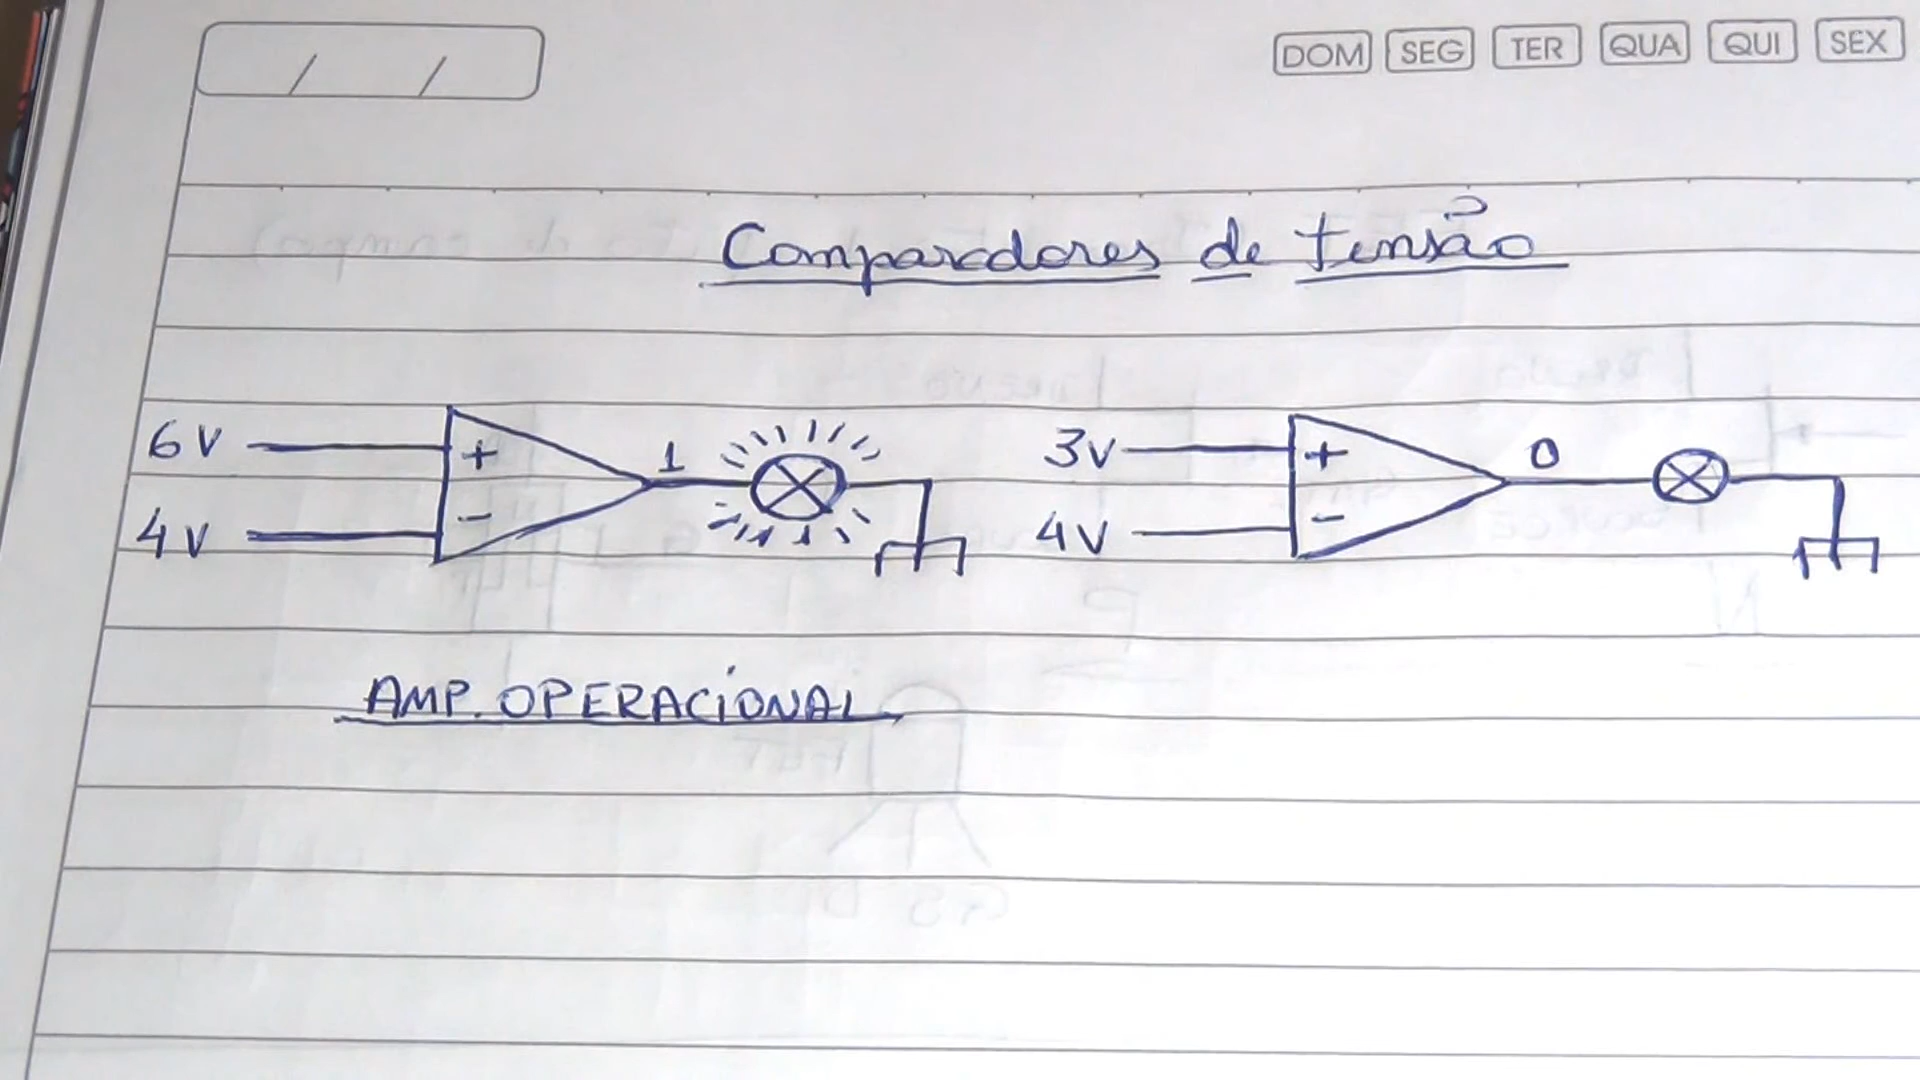 / /
DOM SEG TER QUA QUI SEX
Comparadores de tensão
6V + 1
4V -
3V + 0
4V -
AMP. OPERACIONAL